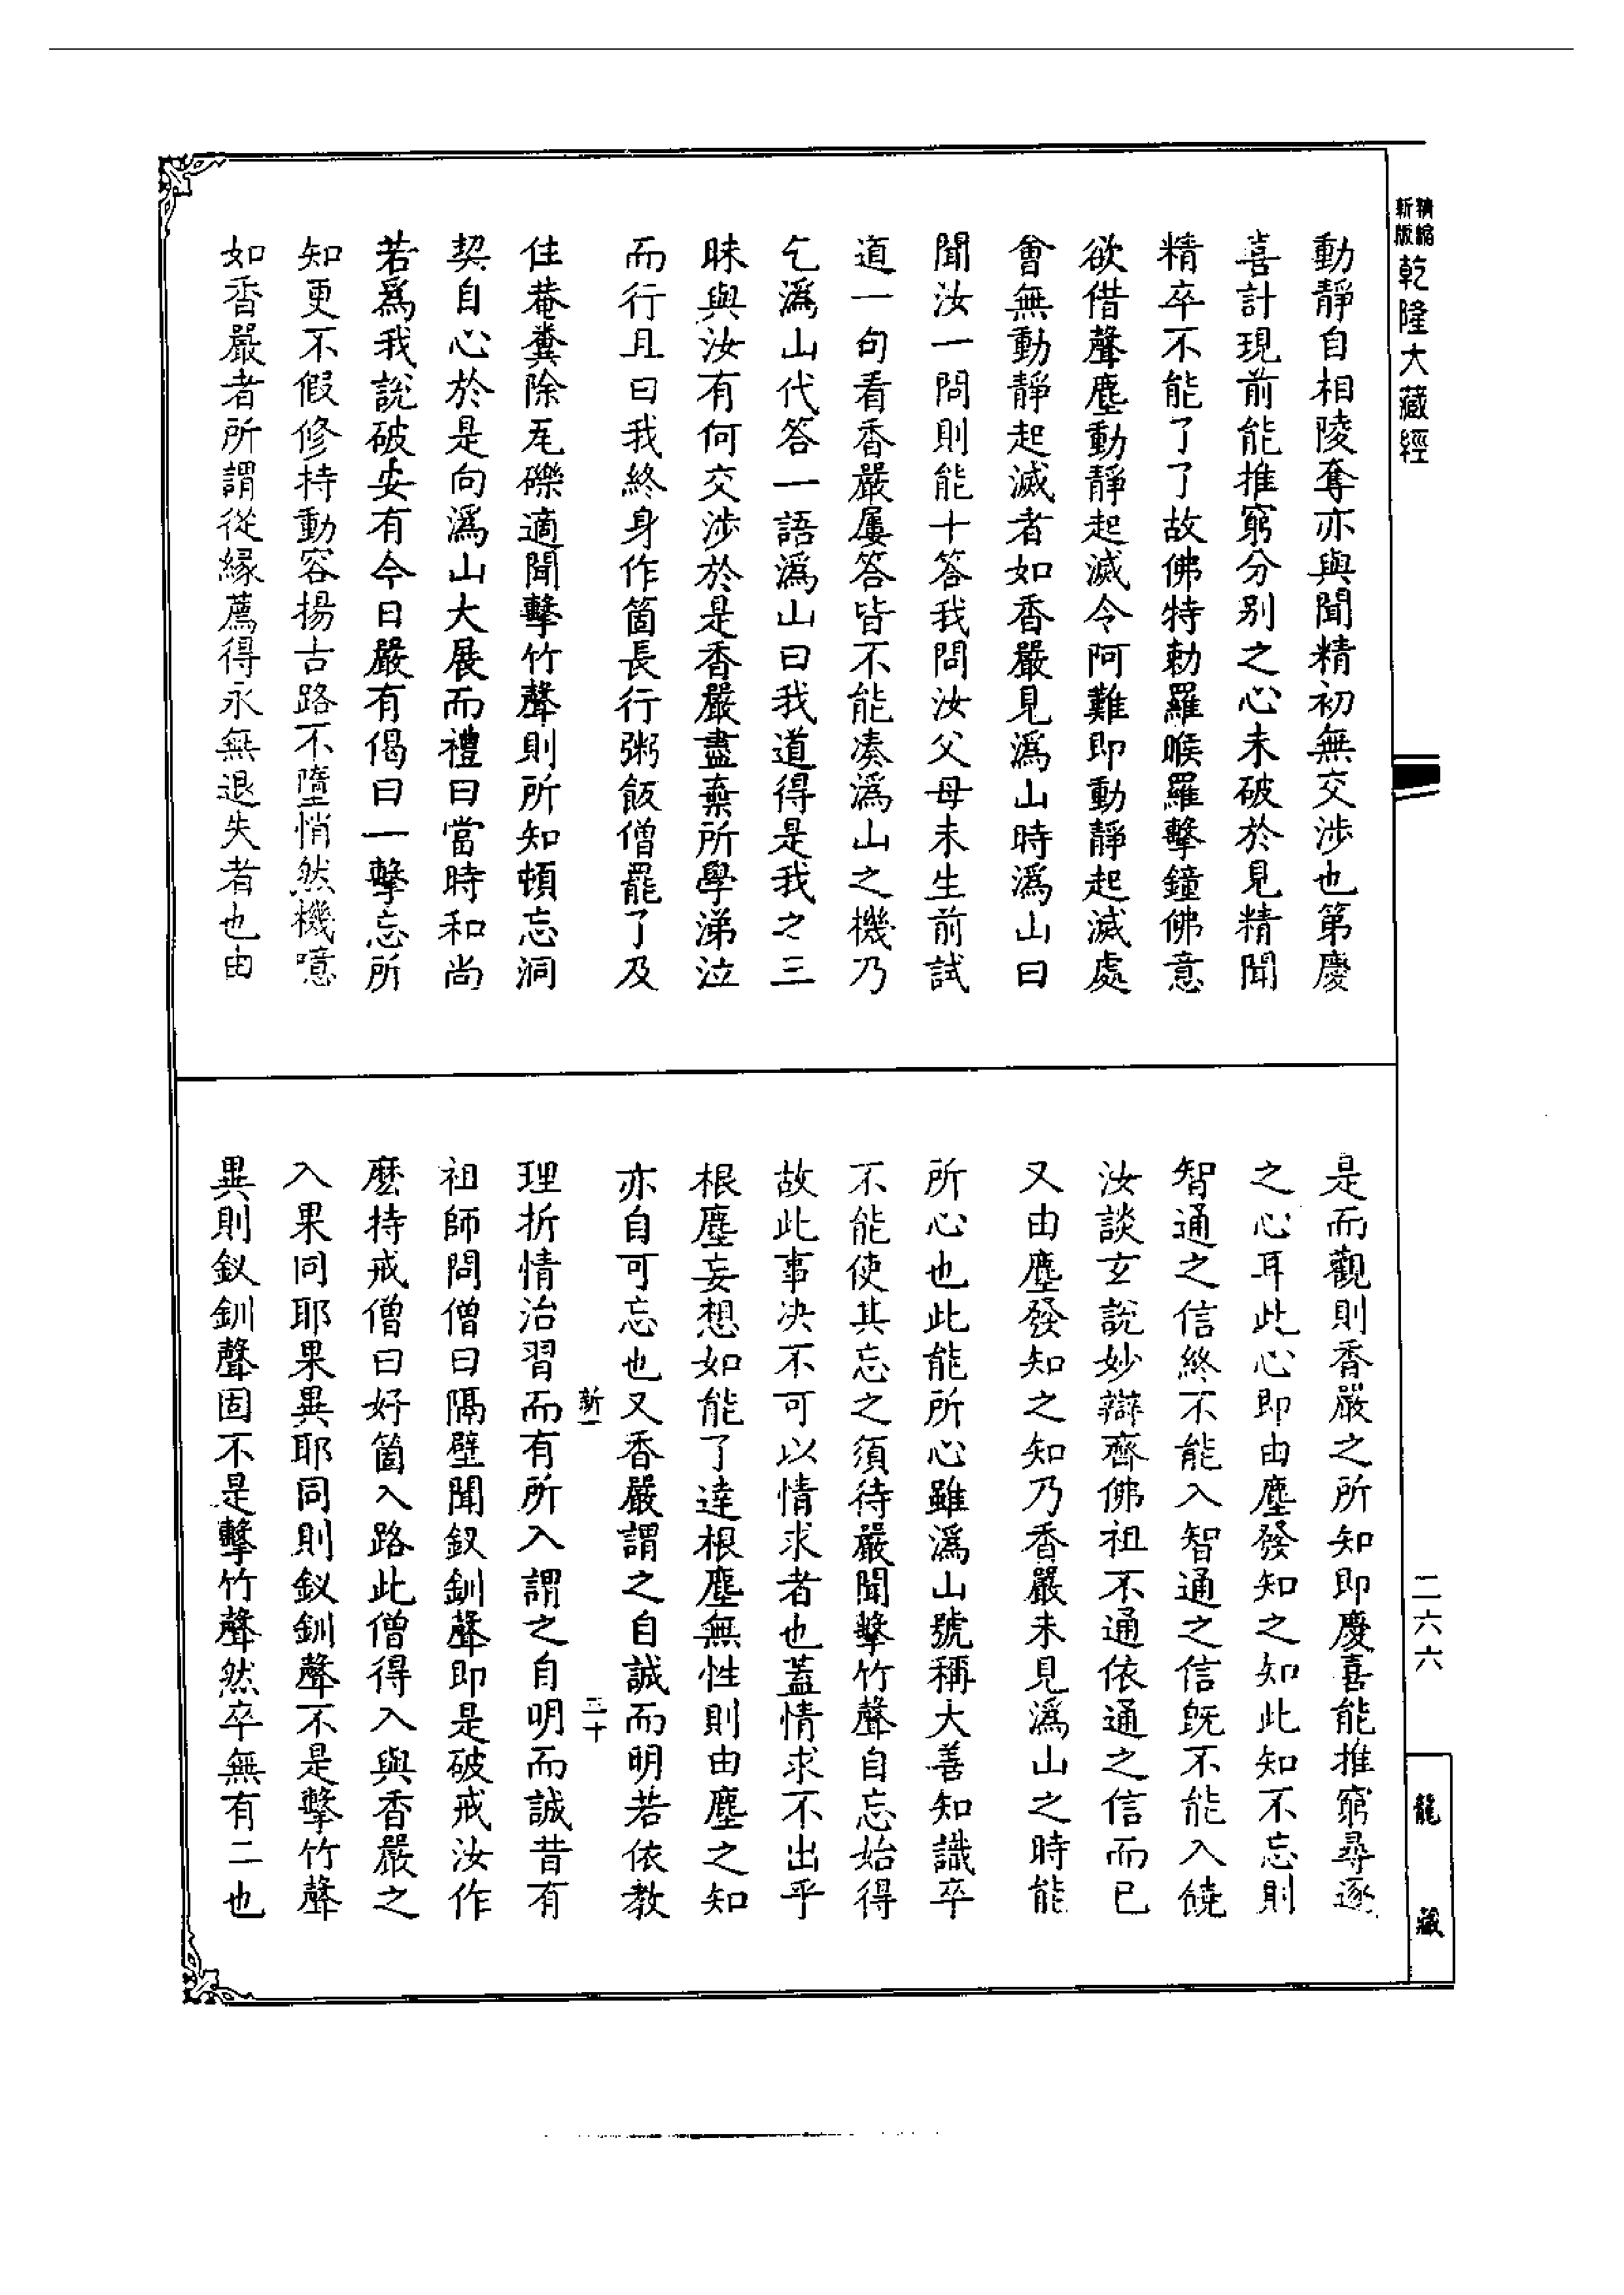 精縮新版乾隆大藏經
動靜自相陵奪亦與聞精初無交涉也第慶
喜計現前能推窮分别之心未破於見精聞
精卒不能了了故佛特勅羅睺羅擊鐘佛意
欲借聲塵動靜起滅令阿難即動靜起滅處
會無動靜起滅者如香嚴見溈山時溈山曰
聞汝一問則能十答我問汝父母未生前試
道一句看香嚴屢答皆不能凑溈山之機乃
乞溈山代答一語溈山曰我道得是我之三
昧與汝有何交涉於是香嚴盡棄所學涕泣
而行且曰我終身作箇長行粥飯僧罷了及
住菴糞除瓦礫適聞擊竹聲則所知頓忘洞
契自心於是向溈山大展而禮曰當時和尚
若爲我說破安有今日嚴有偈曰一擊忘所
知更不假修持動容揚古路不墮悄然機噫
如香嚴者所謂從緣薦得永無退失者也由
是而觀則香嚴之所知即慶喜能推窮尋逐
之心耳此心即由塵發知之知此知不忘則
智通之信終不能入智通之信旣不能入饒
汝談玄說妙辯齊佛祖不通依通之信而已
又由塵發知之知乃香嚴未見溈山之時能
所心也此能所心雖溈山號稱大善知識卒
不能使其忘之須待嚴聞擊竹聲自忘始得
故此事决不可以情求者也蓋情求不出乎
根塵妄想如能了達根塵無性則由塵之知
亦自可忘也又香嚴謂之自誠而明若依教
新一
三十
理折情治習而有所入謂之自明而誠昔有
祖師問僧曰隔壁聞釵釧聲即是破戒汝作
麽持戒僧曰好箇入路此僧得入與香嚴之
入果同耶果異耶同則釵釧聲不是擊竹聲
異則釵釧聲固不是擊竹聲然卒無有二也
二六六
龍藏